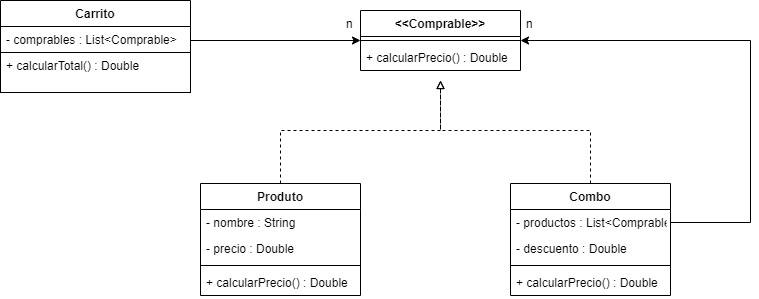 Carrito
- comprables : List<Comprable>
+ calcularTotal() : Double
n
<<Comprable>>
n
+ calcularPrecio() : Double
Produto
- nombre : String
- precio : Double
+ calcularPrecio() : Double
Combo
- productos : List<Comprable
- descuento : Double
+ calcularPrecio() : Double